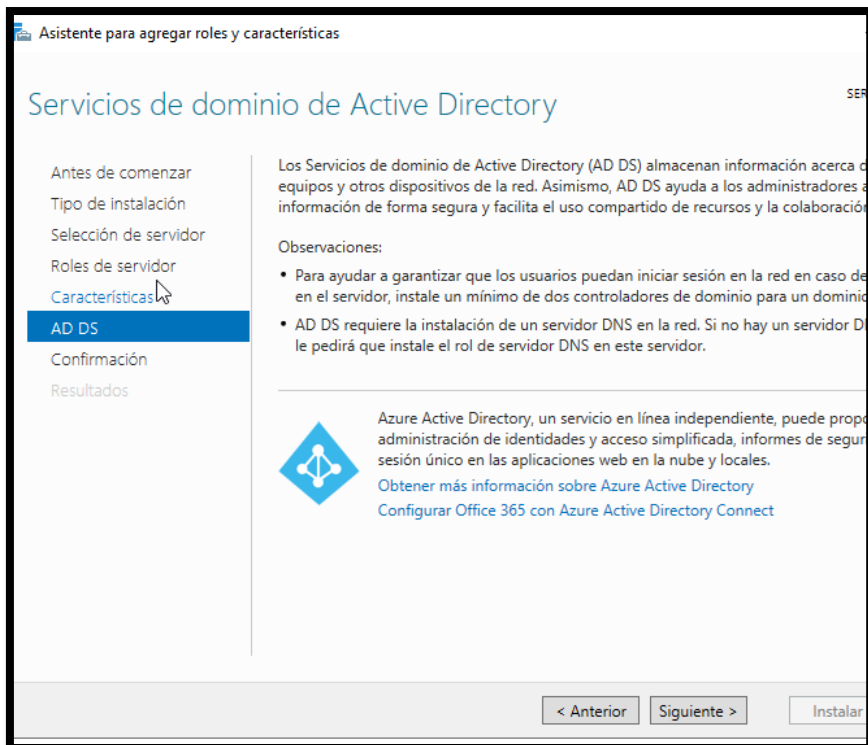 Asistente para agregar roles y características
Servicios de dominio de Active Directory
Antes de comenzar
Tipo de instalación
Selección de servidor
Roles de servidor
Características
AD DS
Confirmación
Resultados
Los Servicios de dominio de Active Directory (AD DS) almacenan información acerca
equipos y otros dispositivos de la red. Asimismo, AD DS ayuda a los administradores
información de forma segura y facilita el uso compartido de recursos y la colaboración
Observaciones:
• Para ayudar a garantizar que los usuarios puedan iniciar sesión en la red en caso de
en el servidor, instale un mínimo de dos controladores de dominio para un dominio
• AD DS requiere la instalación de un servidor DNS en la red. Si no hay un servidor
le pedirá que instale el rol de servidor DNS en este servidor.
Azure Active Directory, un servicio en línea independiente, puede
administración de identidades y acceso simplificada, informes de
sesión único en las aplicaciones web en la nube y locales.
Obtener más información sobre Azure Active Directory
Configurar Office 365 con Azure Active Directory Connect
< Anterior
Siguiente >
Instalar